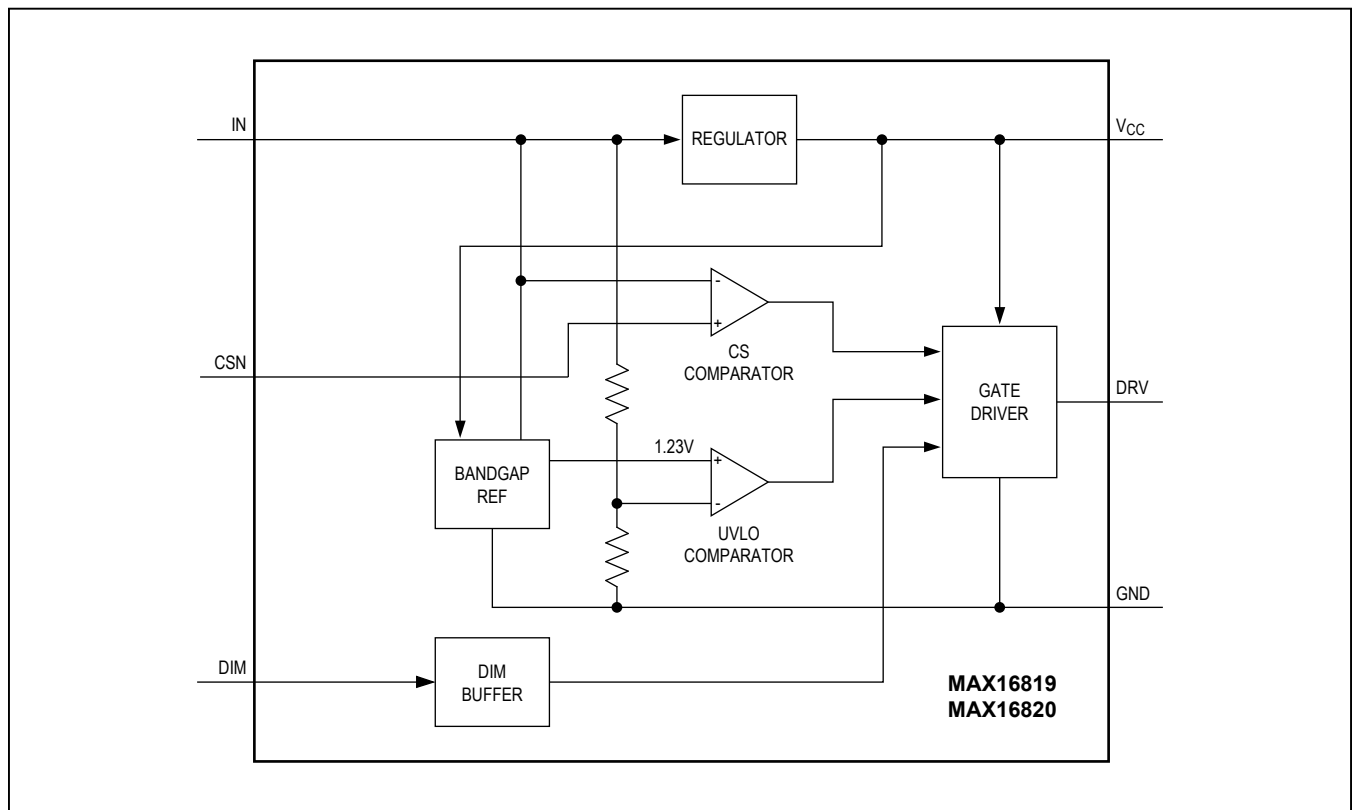 IN
REGULATOR
VCC
-
+
CS
COMPARATOR
CSN
GATE
DRIVER
DRV
1.23V
BANDGAP
REF
+
-
UVLO
COMPARATOR
GND
DIM
DIM
BUFFER
MAX16819
MAX16820